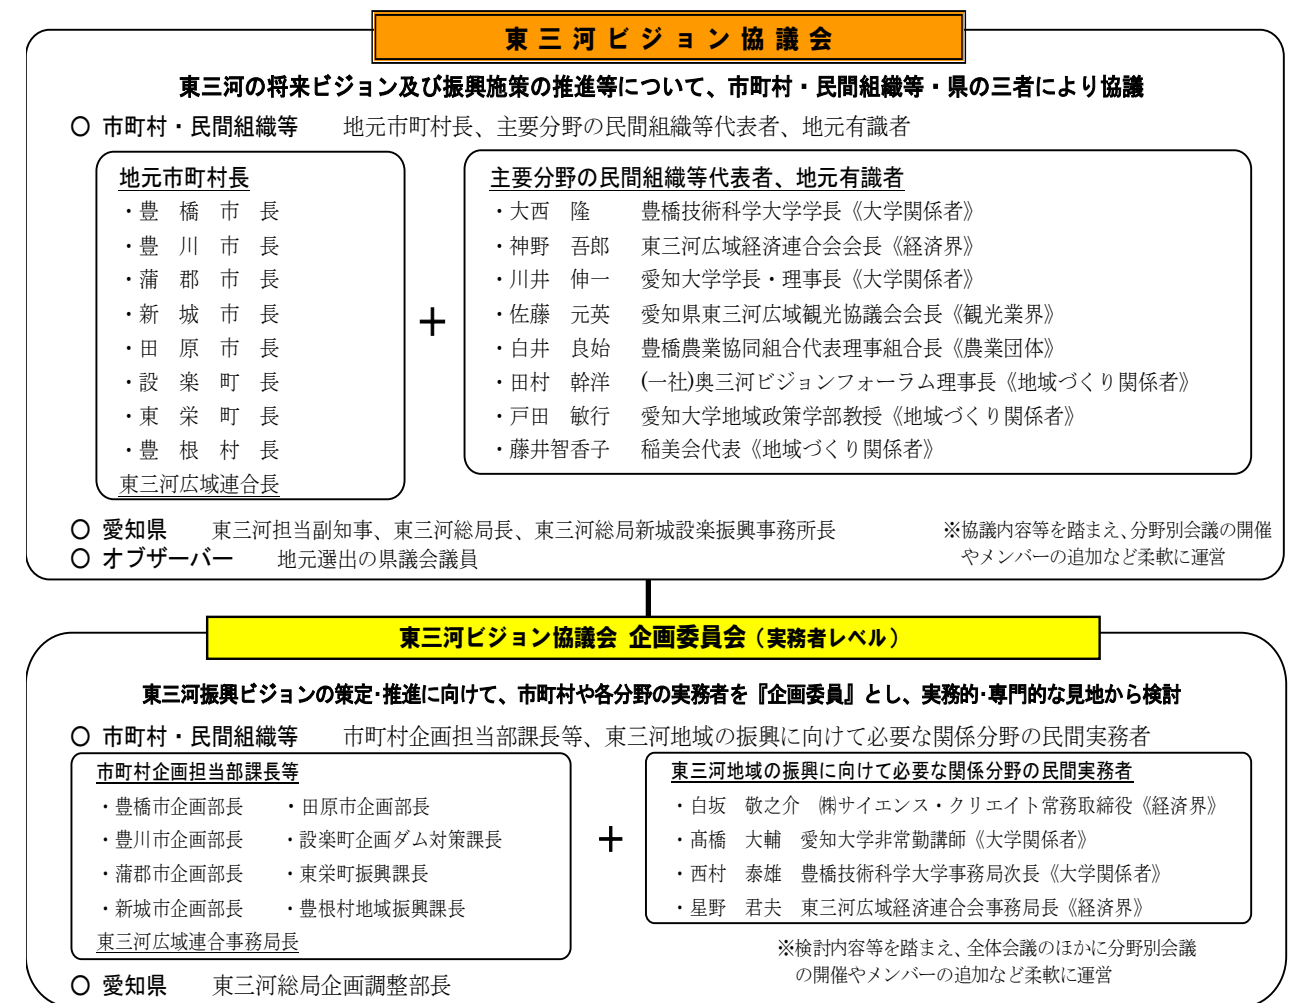 東三河ビジョン協議会
東三河の将来ビジョン及び振興施策の推進等について、市町村・民間組織等・県の三者により協議
○ 市町村・民間組織等　地元市町村長、主要分野の民間組織等代表者、地元有識者
地元市町村長
・豊　橋　市　長
・豊　川　市　長
・蒲　郡　市　長
・新　城　市　長
・田　原　市　長
・設　楽　町　長
・東　栄　町　長
・豊　根　村　長
東三河広域連合長
＋
主要分野の民間組織等代表者、地元有識者
・大西　隆　豊橋技術科学大学学長《大学関係者》
・神野　吾郎　東三河広域経済連合会会長《経済界》
・川井　伸一　愛知大学学長・理事長《大学関係者》
・佐藤　元英　愛知県東三河広域観光協議会会長《観光業界》
・白井　良始　豊橋農業協同組合代表理事組合長《農業団体》
・田村　幹洋　(一社)奥三河ビジョンフォーラム理事長《地域づくり関係者》
・戸田　敏行　愛知大学地域政策学部教授《地域づくり関係者》
・藤井智香子　稲美会代表《地域づくり関係者》
○ 愛知県　東三河担当副知事、東三河総局長、東三河総局新城設楽振興事務所長
○ オブザーバー　地元選出の県議会議員
※協議内容等を踏まえ、分野別会議の開催
やメンバーの追加など柔軟に運営
東三河ビジョン協議会 企画委員会（実務者レベル）
東三河振興ビジョンの策定・推進に向けて、市町村や各分野の実務者を『企画委員』とし、実務的・専門的な見地から検討
○ 市町村・民間組織等　市町村企画担当部課長等、東三河地域の振興に向けて必要な関係分野の民間実務者
市町村企画担当部課長等
・豊橋市企画部長　・田原市企画部長
・豊川市企画部長　・設楽町企画ダム対策課長
・蒲郡市企画部長　・東栄町振興課長
・新城市企画部長　・豊根村地域振興課長
東三河広域連合事務局長
＋
東三河地域の振興に向けて必要な関係分野の民間実務者
・白坂　敬之介　㈱サイエンス・クリエイト常務取締役《経済界》
・髙橋　大輔　愛知大学非常勤講師《大学関係者》
・西村　泰雄　豊橋技術科学大学事務局次長《大学関係者》
・星野　君夫　東三河広域経済連合会事務局長《経済界》
※検討内容等を踏まえ、全体会議のほかに分野別会議
の開催やメンバーの追加など柔軟に運営
○ 愛知県　東三河総局企画調整部長